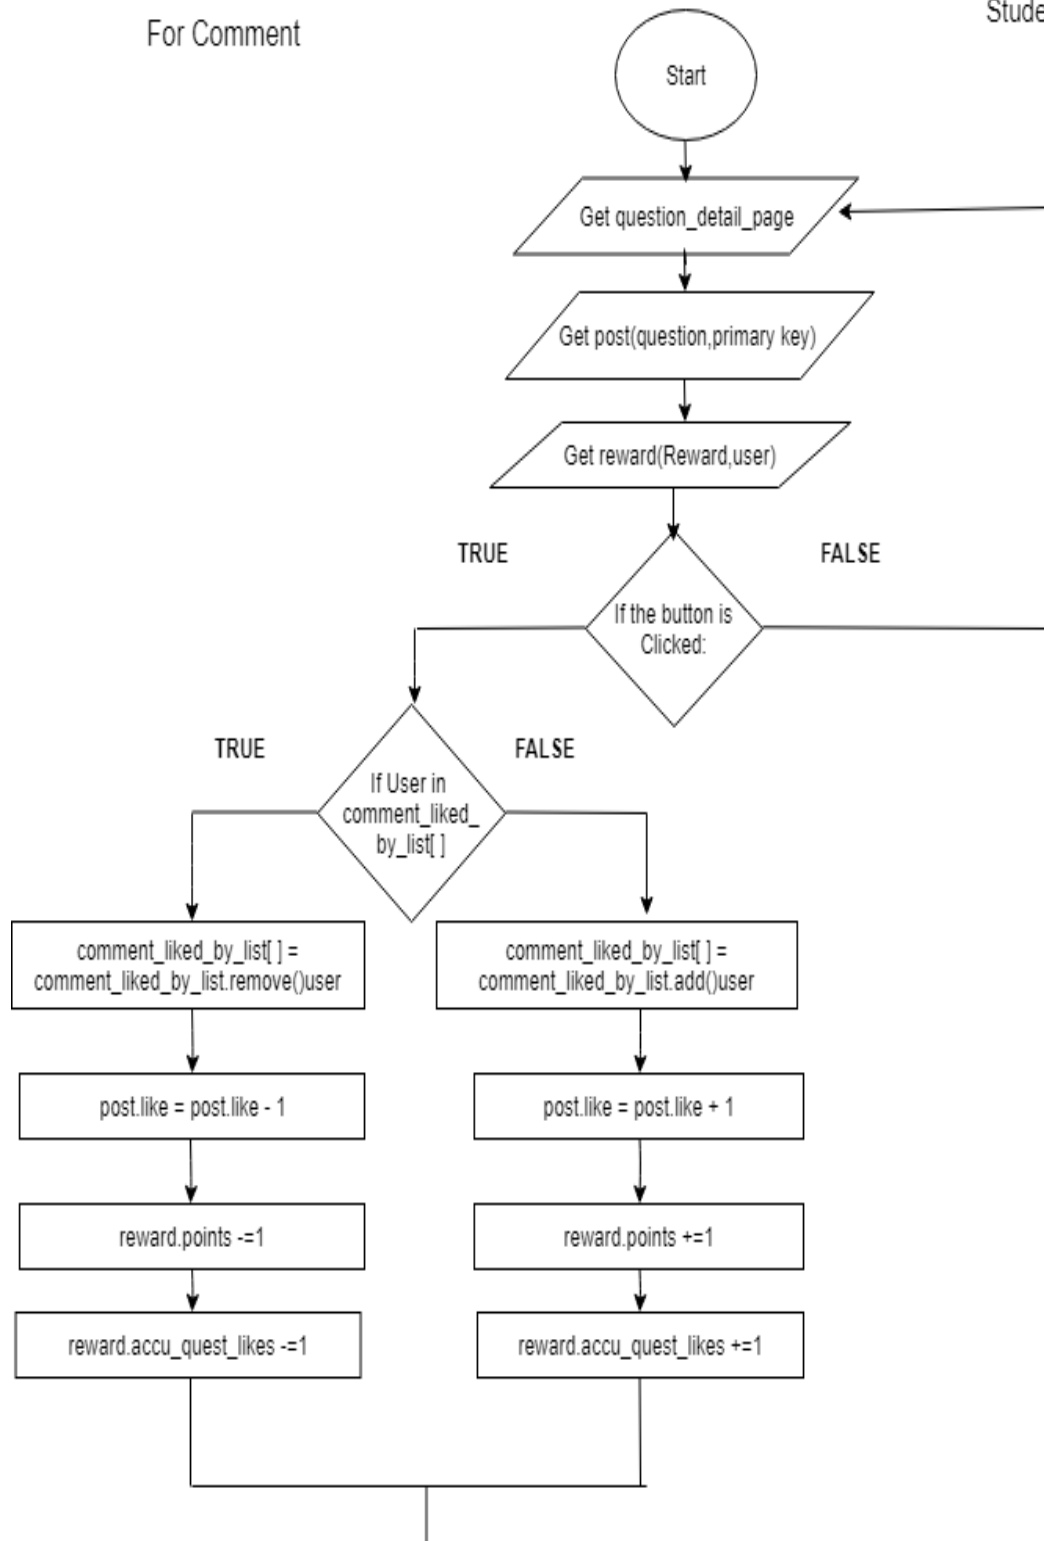 For Comment
Stude
Start
Get question_detail_page
Get post(question,primary key)
Get reward(Reward,user)
TRUE
FALSE
If the button is
Clicked:
TRUE
FALSE
If User in
comment_liked_
by_list[ ]
comment_liked_by_list[ ] =
comment_liked_by_list.remove()user
comment_liked_by_list[ ] =
comment_liked_by_list.add()user
post.like = post.like - 1
post.like = post.like + 1
reward.points -=1
reward.points +=1
reward.accu_quest_likes -=1
reward.accu_quest_likes +=1